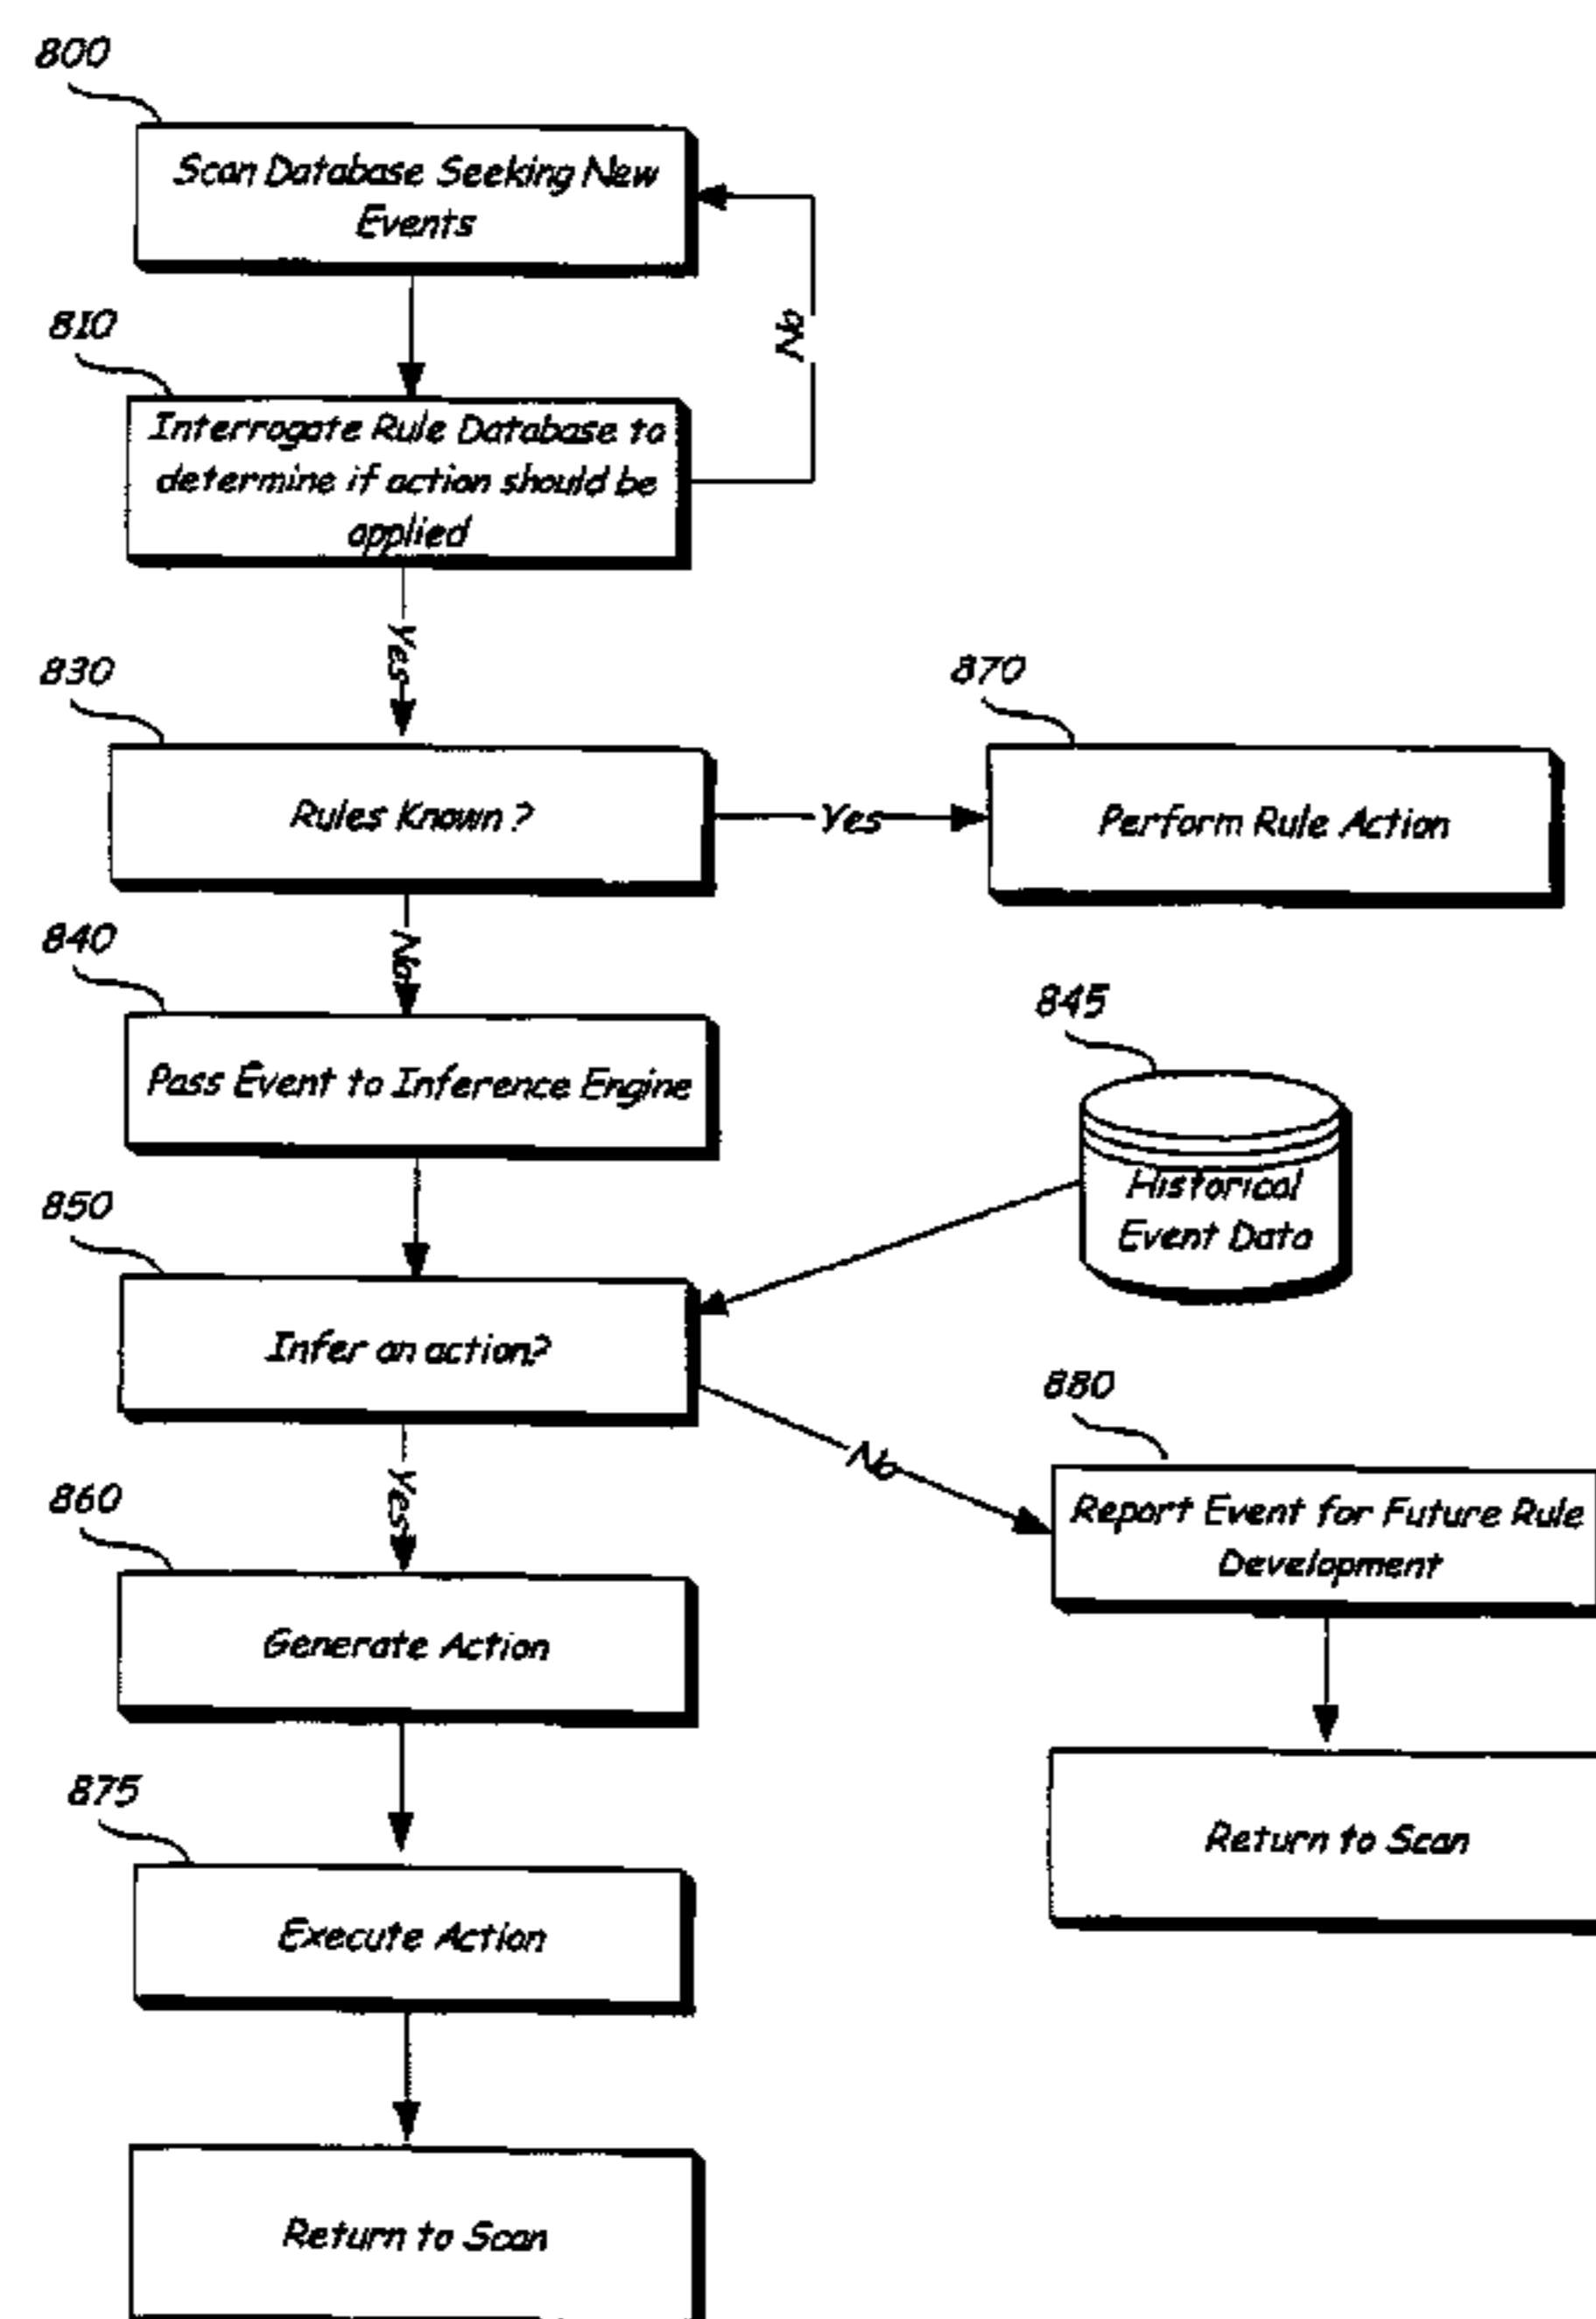 800
Scan Database Seeking New
Events
No
810
Interrogate Rule Database to
determine if action should be
applied
Yes
830
Rules Known ?
Yes
870
Perform Rule Action
No
840
Pass Event to Inference Engine
845
Historical
Event Data
850
Infer an action?
No
880
Report Event for Future Rule
Development
Yes
860
Generate Action
Return to Scan
875
Execute Action
Return to Scan